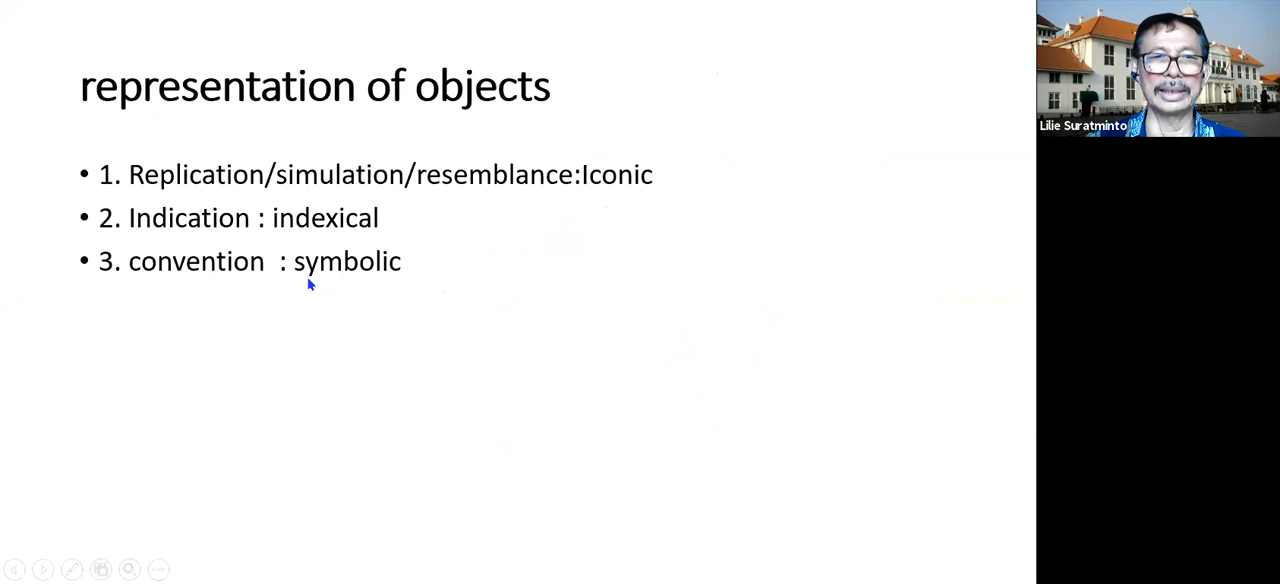 representation of objects
• 1. Replication/simulation/resemblance:Iconic
• 2. Indication : indexical
• 3. convention  : symbolic
Lilie Suratminto